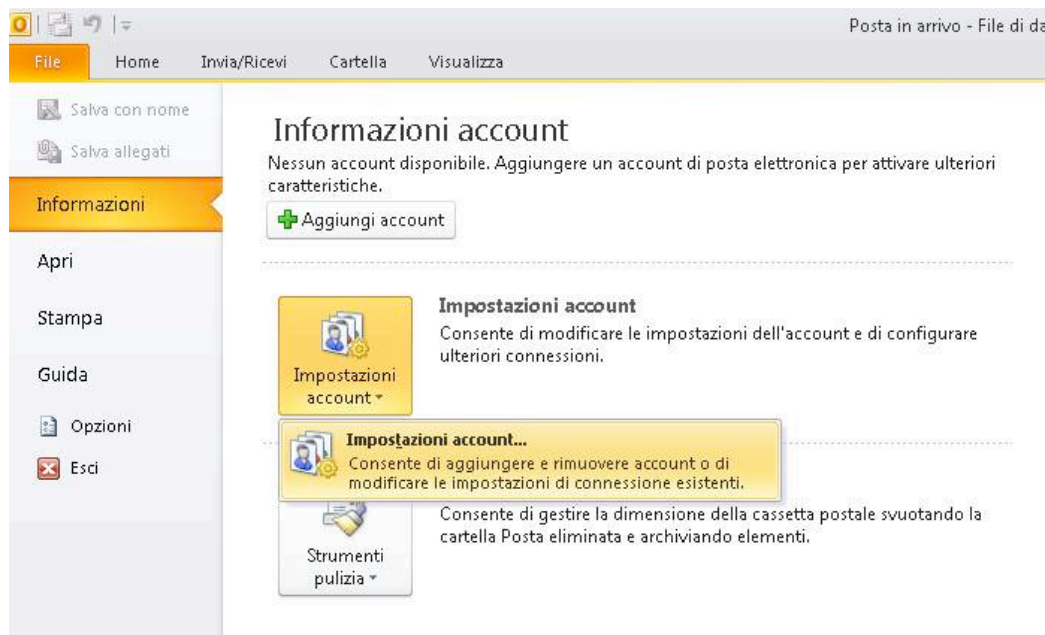 Posta in arrivo - File di da
File Home Invia/Ricevi Cartella Visualizza
Salva con nome
Salva allegati
Informazioni
Apri
Stampa
Guida
Opzioni
Esci
Informazioni account
Nessun account disponibile. Aggiungere un account di posta elettronica per attivare ulteriori
caratteristiche.
Aggiungi account
Impostazioni
account
Impostazioni account
Consente di modificare le impostazioni dell'account e di configurare
ulteriori connessioni.
Impostazioni account...
Consente di aggiungere e rimuovere account o di
modificare le impostazioni di connessione esistenti.
Strumenti
pulizia
Consente di gestire la dimensione della cassetta postale svuotando la
cartella Posta eliminata e archiviando elementi.